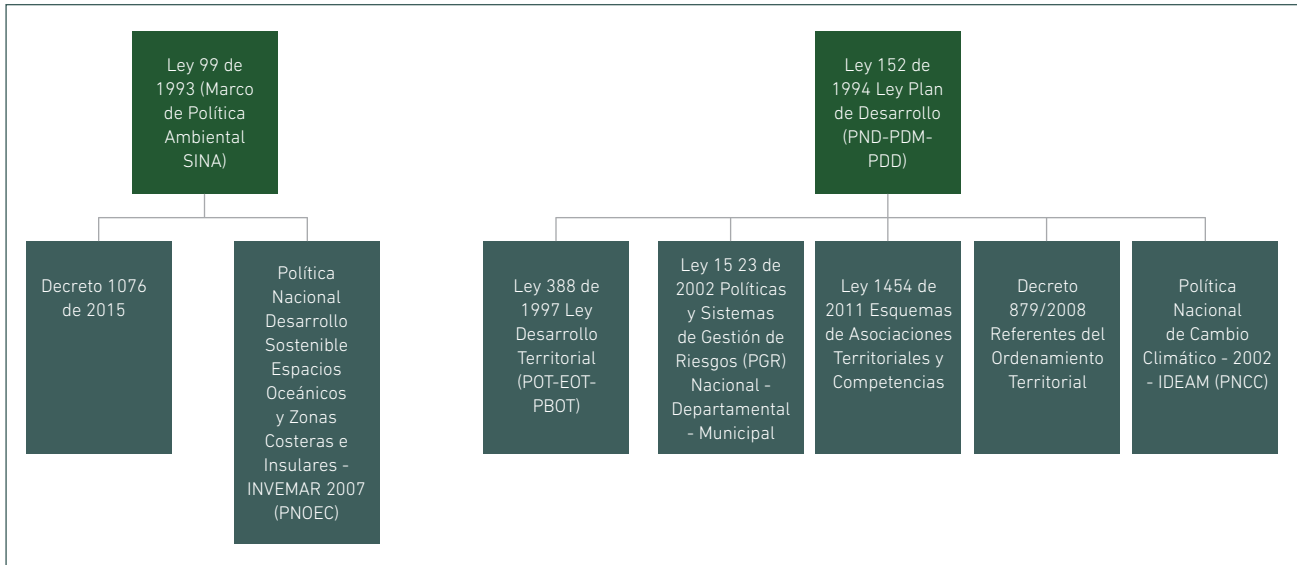 Ley 99 de
1993 (Marco
de Política
Ambiental
SINA)
Ley 152 de
1994 Ley Plan
de Desarrollo
(PND-PDM-
PDD)
Decreto 1076
de 2015
Política
Nacional
Desarrollo
Sostenible
Espacios
Oceánicos
y Zonas
Costeras e
Insulares -
INVEMAR 2007
(PNOEC)
Ley 388 de
1997 Ley
Desarrollo
Territorial
(POT-EOT-
PBOT)
Ley 15 23 de
2002 Políticas
y Sistemas
de Gestión de
Riesgos (PGR)
Nacional -
Departamental
- Municipal
Ley 1454 de
2011 Esquemas
de Asociaciones
Territoriales y
Competencias
Decreto
879/2008
Referentes del
Ordenamiento
Territorial
Política
Nacional
de Cambio
Climático - 2002
- IDEAM (PNCC)